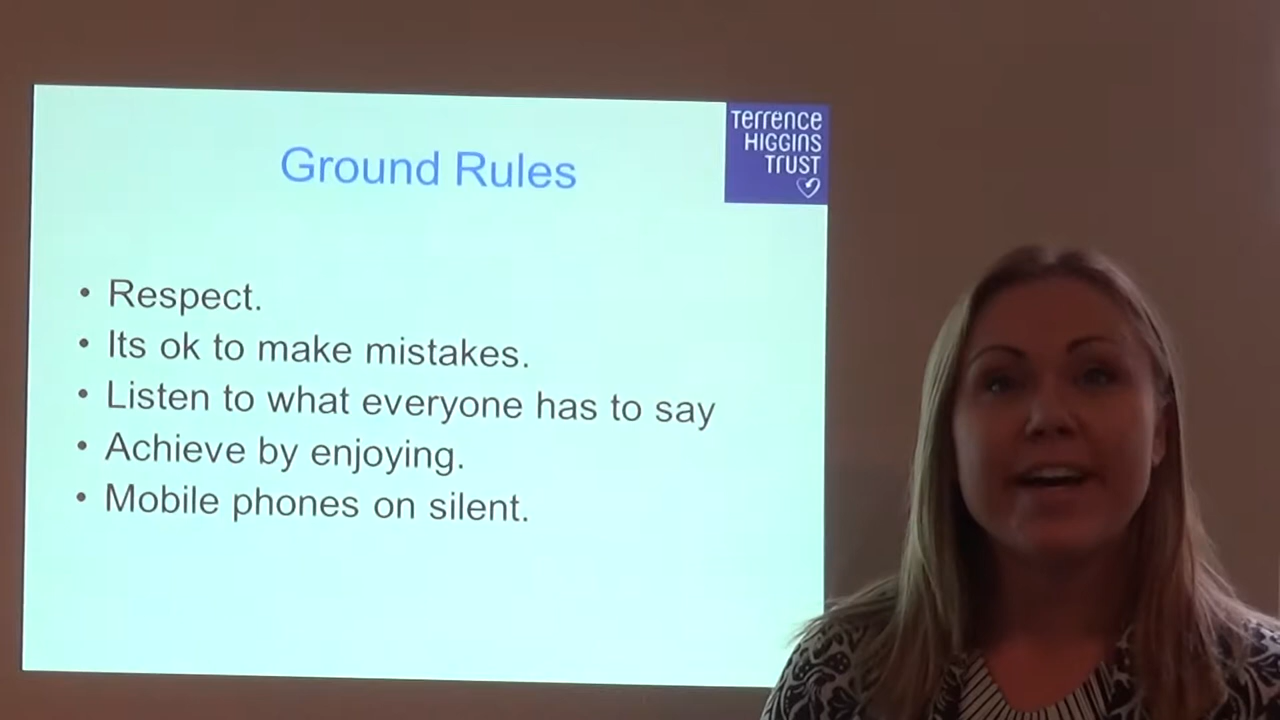 Terrence
HIGGINS
TRUST
Ground Rules
• Respect.
• Its ok to make mistakes.
• Listen to what everyone has to say
• Achieve by enjoying.
• Mobile phones on silent.